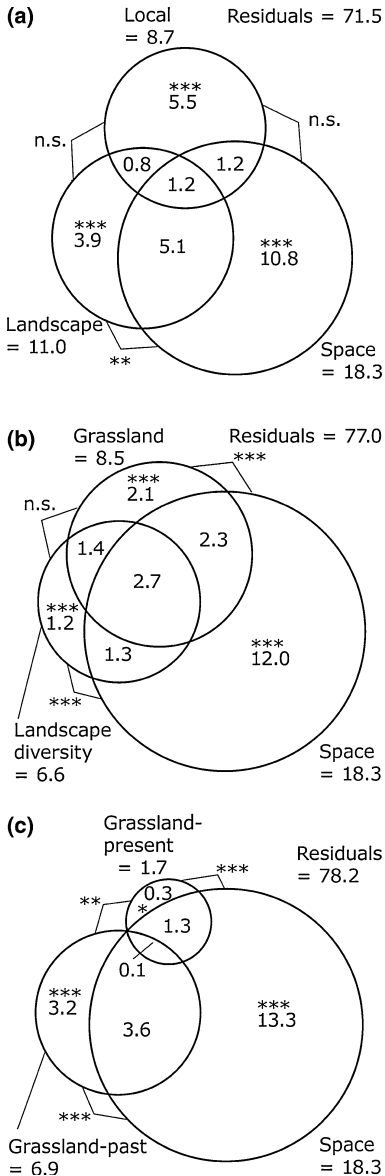 (a)
Local
= 8.7
Residuals = 71.5
***
5.5
n.s.
n.s.
0.8
1.2
1.2
***
3.9
5.1
***
10.8
Landscape
= 11.0
**
Space
= 18.3
(b)
Grassland
= 8.5
Residuals = 77.0
***
***
2.1
n.s.
1.4
2.3
2.7
***
1.2
1.3
***
12.0
***
Landscape
diversity
= 6.6
Space
= 18.3
(c)
Grassland-
present
= 1.7
Residuals
= 78.2
***
**
0.3
*
1.3
0.1
***
3.2
3.6
***
13.3
***
Grassland-past
= 6.9
Space
= 18.3